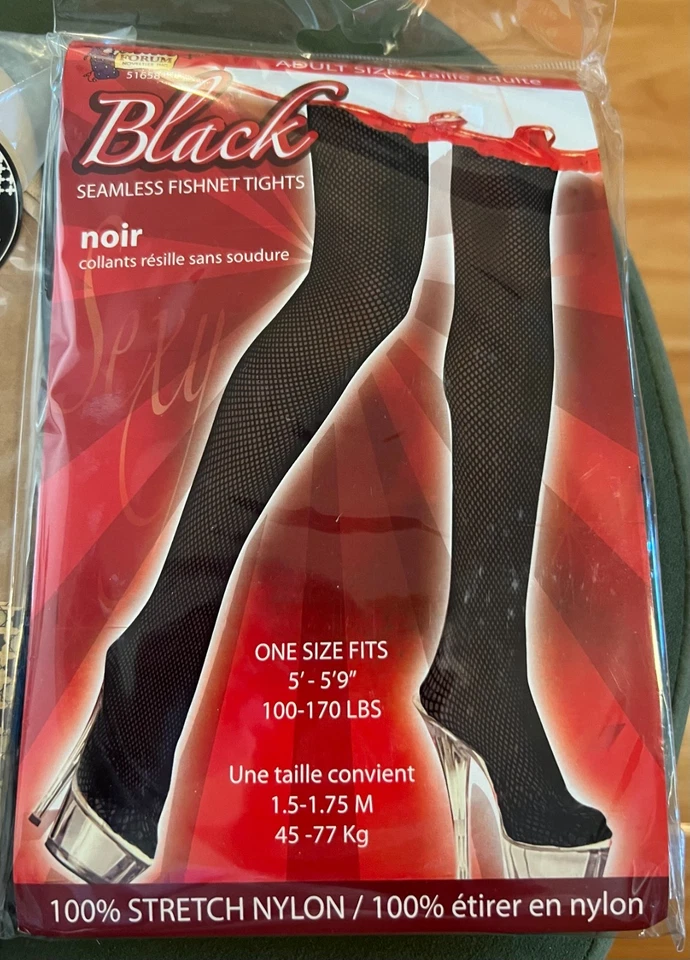 FORUM
ADULT SIZE / Taille adulte
Black
SEAMLESS FISHNET TIGHTS
noir
collants résille sans soudure
Sexy
ONE SIZE FITS
5' - 5'9"
100-170 LBS
Une taille convient
1.5-1.75 M
45 -77 Kg
100% STRETCH NYLON / 100% étirer en nylon